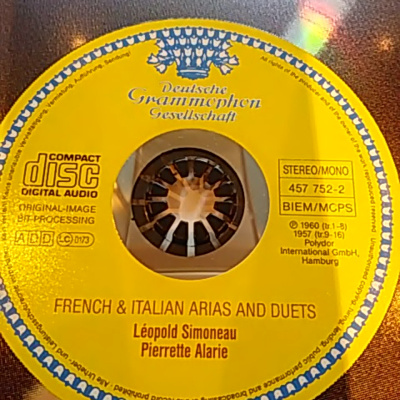 Deutsche
Grammophon
Gesellschaft
COMPACT
disc
DIGITAL AUDIO
ORIGINAL-IMAGE
BIT-PROCESSING
ADD LC 0173
STEREO/MONO
457 752-2
BIEM/MCPS
℗ 1960 (tr.1-8)
1957 (tr.9-16)
Polydor
International GmbH,
Hamburg
FRENCH & ITALIAN ARIAS AND DUETS
Léopold Simoneau
Pierrette Alarie